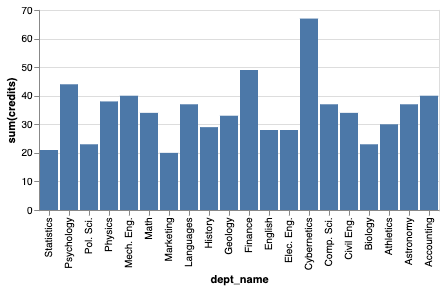 sum(credits)
70
60
50
40
30
20
10
0
Statistics
Psychology
Pol. Sci.
Physics
Mech. Eng.
Math
Marketing
Languages
History
Geology
Finance
English
Elec. Eng.
Cybernetics
Comp. Sci.
Civil Eng.
Biology
Athletics
Astronomy
Accounting
dept_name